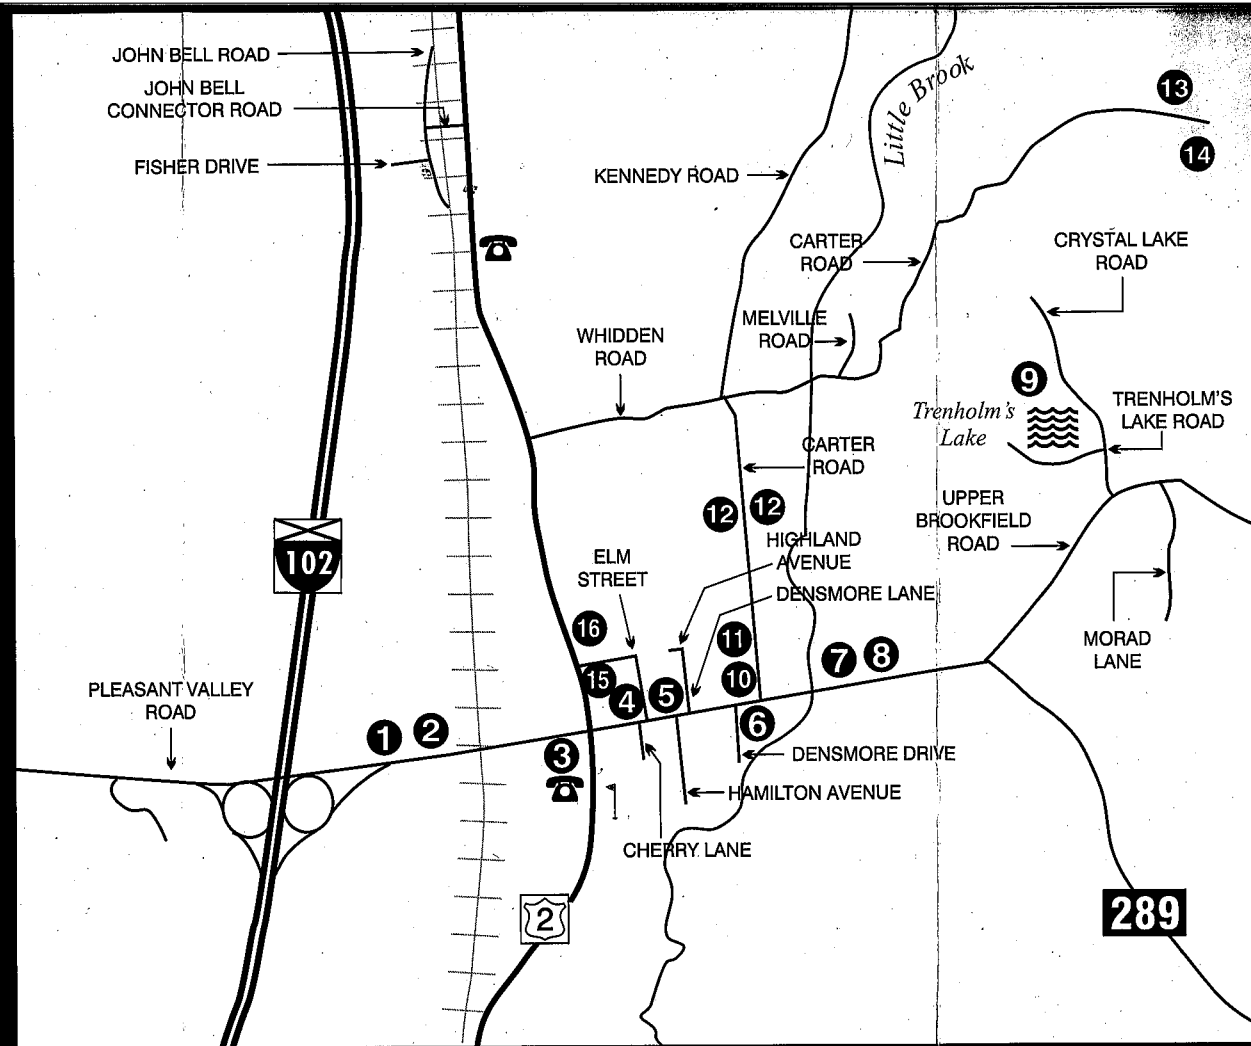 JOHN BELL ROAD
JOHN BELL
CONNECTOR ROAD
FISHER DRIVE
KENNEDY ROAD
Little Brook
13
14
CARTER
ROAD
CRYSTAL LAKE
ROAD
MELVILLE
ROAD
WHIDDEN
ROAD
9
Trenholm's
Lake
TRENHOLM'S
LAKE ROAD
CARTER
ROAD
UPPER
BROOKFIELD
ROAD
12
12
HIGHLAND
AVENUE
102
ELM
STREET
DENSMORE LANE
16
11
7
8
MORAD
LANE
15
10
4
5
PLEASANT VALLEY
ROAD
1
2
3
6
DENSMORE DRIVE
HAMILTON AVENUE
CHERRY LANE
2
289